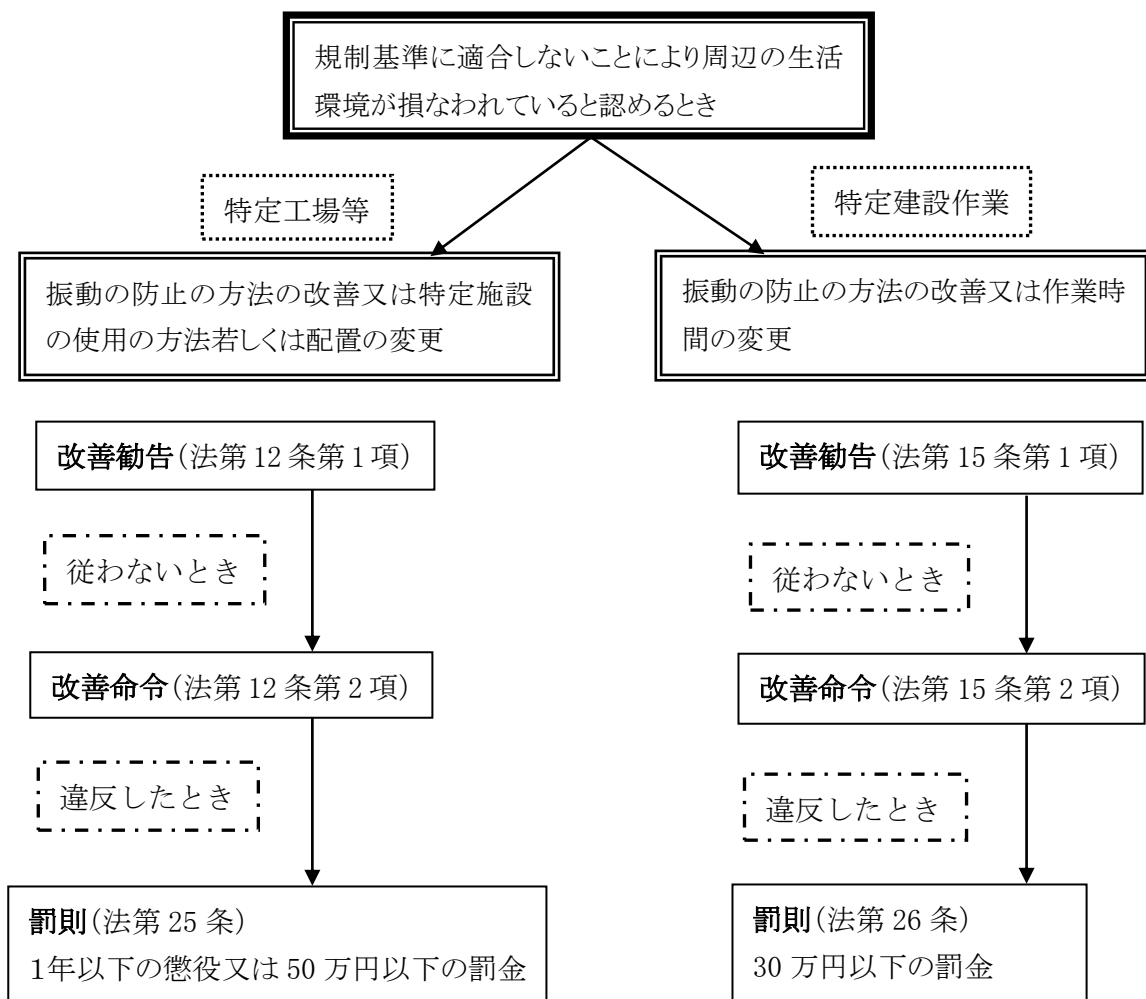 規制基準に適合しないことにより周辺の生活
環境が損なわれていると認めるとき
特定工場等
特定建設作業
振動の防止の方法の改善又は特定施設
の使用の方法若しくは配置の変更
振動の防止の方法の改善又は作業時
間の変更
改善勧告(法第12条第1項)
改善勧告(法第15条第1項)
従わないとき
従わないとき
改善命令(法第12条第2項)
改善命令(法第15条第2項)
違反したとき
違反したとき
罰則(法第25条)
1年以下の懲役又は50万円以下の罰金
罰則(法第26条)
30万円以下の罰金